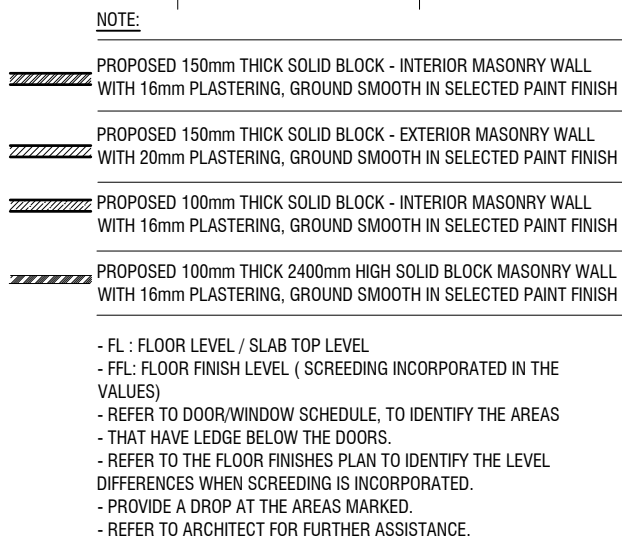 NOTE:
PROPOSED 150mm THICK SOLID BLOCK - INTERIOR MASONRY WALL
WITH 16mm PLASTERING, GROUND SMOOTH IN SELECTED PAINT FINISH
PROPOSED 150mm THICK SOLID BLOCK - EXTERIOR MASONRY WALL
WITH 20mm PLASTERING, GROUND SMOOTH IN SELECTED PAINT FINISH
PROPOSED 100mm THICK SOLID BLOCK - INTERIOR MASONRY WALL
WITH 16mm PLASTERING, GROUND SMOOTH IN SELECTED PAINT FINISH
PROPOSED 100mm THICK 2400mm HIGH SOLID BLOCK MASONRY WALL
WITH 16mm PLASTERING, GROUND SMOOTH IN SELECTED PAINT FINISH
- FL : FLOOR LEVEL / SLAB TOP LEVEL
- FFL: FLOOR FINISH LEVEL ( SCREEDING INCORPORATED IN THE
VALUES)
- REFER TO DOOR/WINDOW SCHEDULE, TO IDENTIFY THE AREAS
- THAT HAVE LEDGE BELOW THE DOORS.
- REFER TO THE FLOOR FINISHES PLAN TO IDENTIFY THE LEVEL
DIFFERENCES WHEN SCREEDING IS INCORPORATED.
- PROVIDE A DROP AT THE AREAS MARKED.
- REFER TO ARCHITECT FOR FURTHER ASSISTANCE.